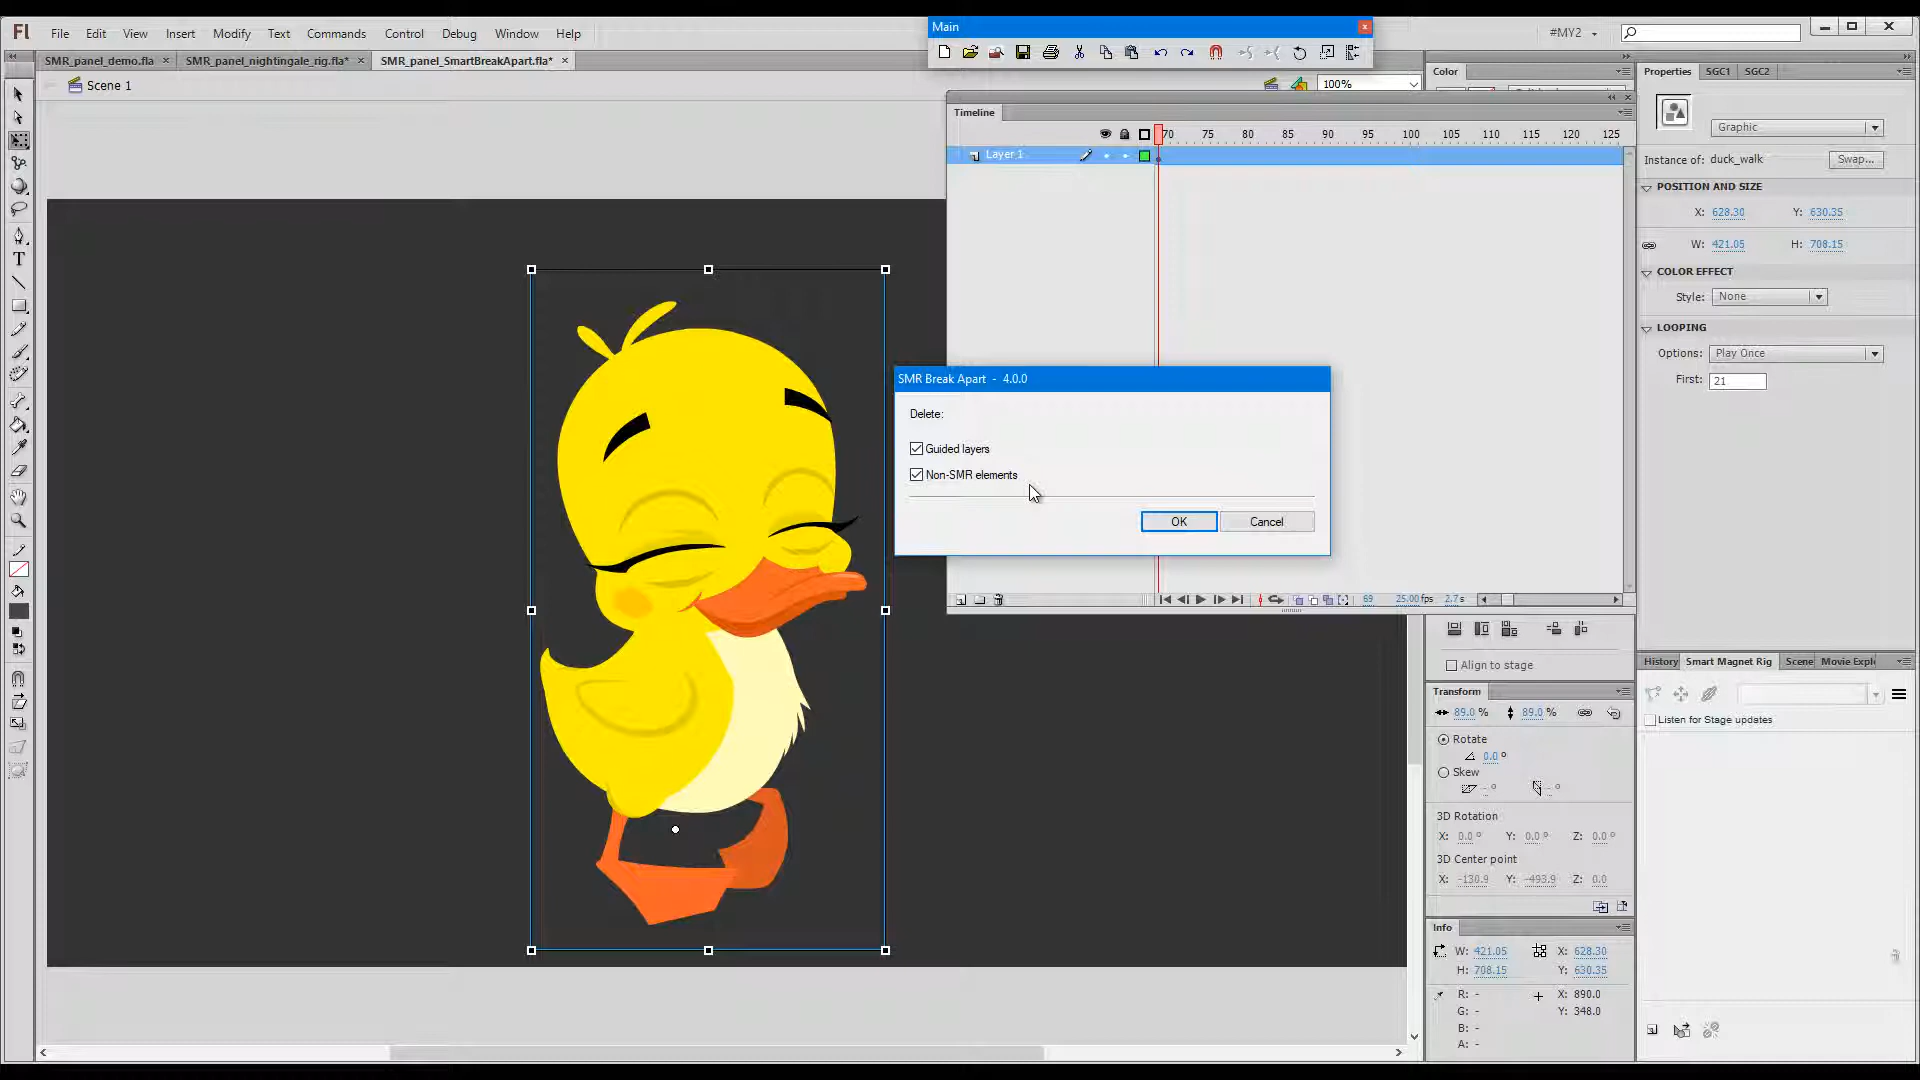 Main
Fl
File Edit View Insert Modify Text Commands Control Debug Window Help
#MY2
SMR_panel_demo.fla × SMR_panel_nightingale_rig.fla* × SMR_panel_SmartBreakApart.fla* ×
Scene 1
100%
Color
Properties SGC1 SGC2
Timeline
70 75 80 85 90 95 100 105 110 115 120 125
Layer 1
Graphic
Instance of: duck_walk Swap...
POSITION AND SIZE
X: 628.30 Y: 630.35
W: 421.05 H: 708.15
COLOR EFFECT
Style: None
LOOPING
Options: Play Once
First: 21
SMR Break Apart - 4.0.0
Delete:
Guided layers
Non-SMR elements
OK Cancel
69 25.00 fps 2.7 s
Align to stage
Transform
89.0 % 89.0 %
Rotate
0.0 °
Skew
- ° - °
3D Rotation
X: 0.0 ° Y: 0.0 ° Z: 0.0 °
3D Center point
X: -130.9 Y: -493.9 Z: 0.0
Info
W: 421.05 X: 628.30
H: 708.15 Y: 630.35
R: - X: 890.0
G: - Y: 348.0
B: -
A: -
History Smart Magnet Rig Scene Movie Expl
Listen for Stage updates